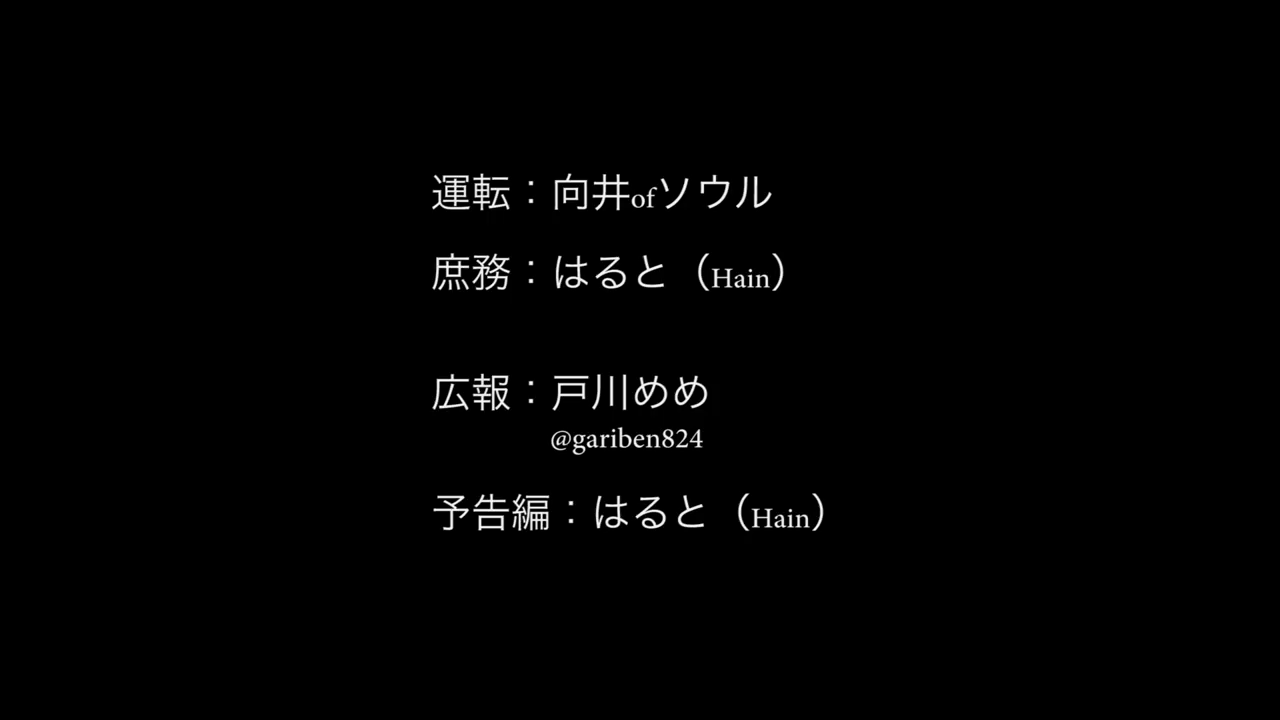 運転：向井ofソウル
庶務：はると（Hain）
広報：戸川めめ
@gariben824
予告編：はると（Hain）